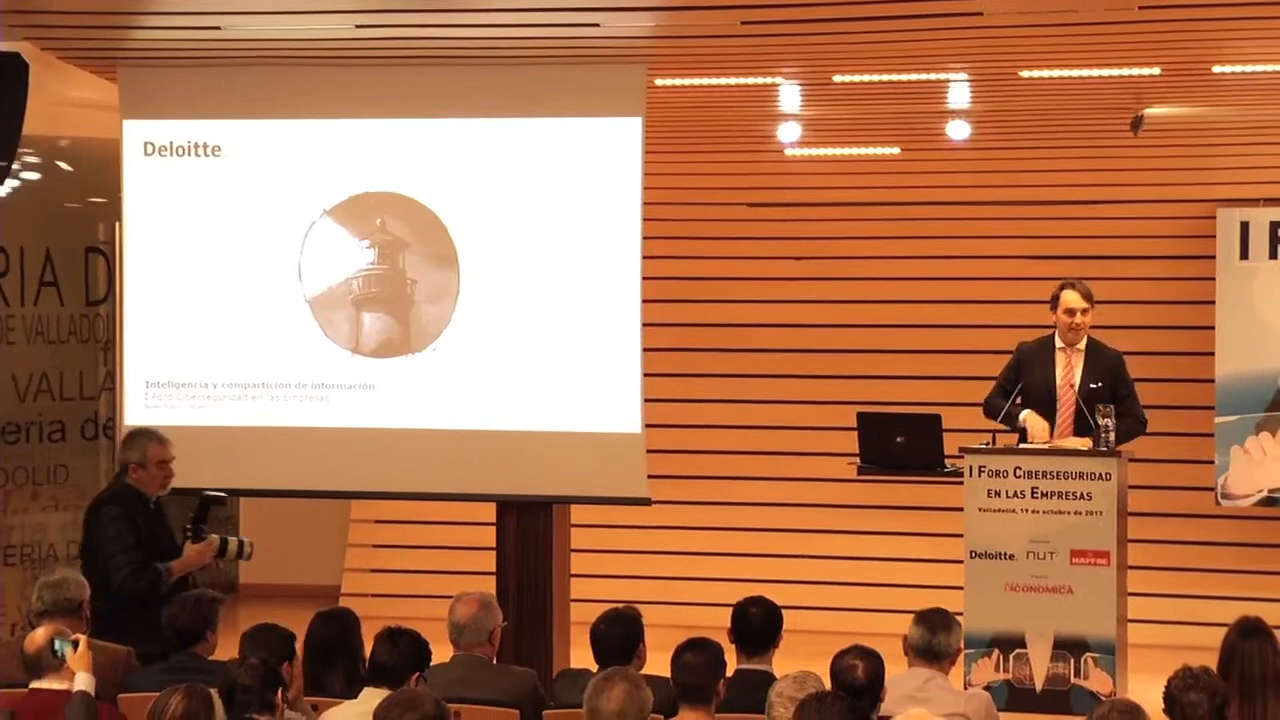 Deloitte.
Inteligencia y compartición de información
I Foro Ciberseguridad en las Empresas
RIA D
DE VALLADOL
f
VALLA
eria de
DOLID
TERIA D
I FORO CIBERSEGURIDAD
EN LAS EMPRESAS
Valladolid, 19 de octubre de 2017
Deloitte. nUT MAPFRE
ECONÓMICA
I F